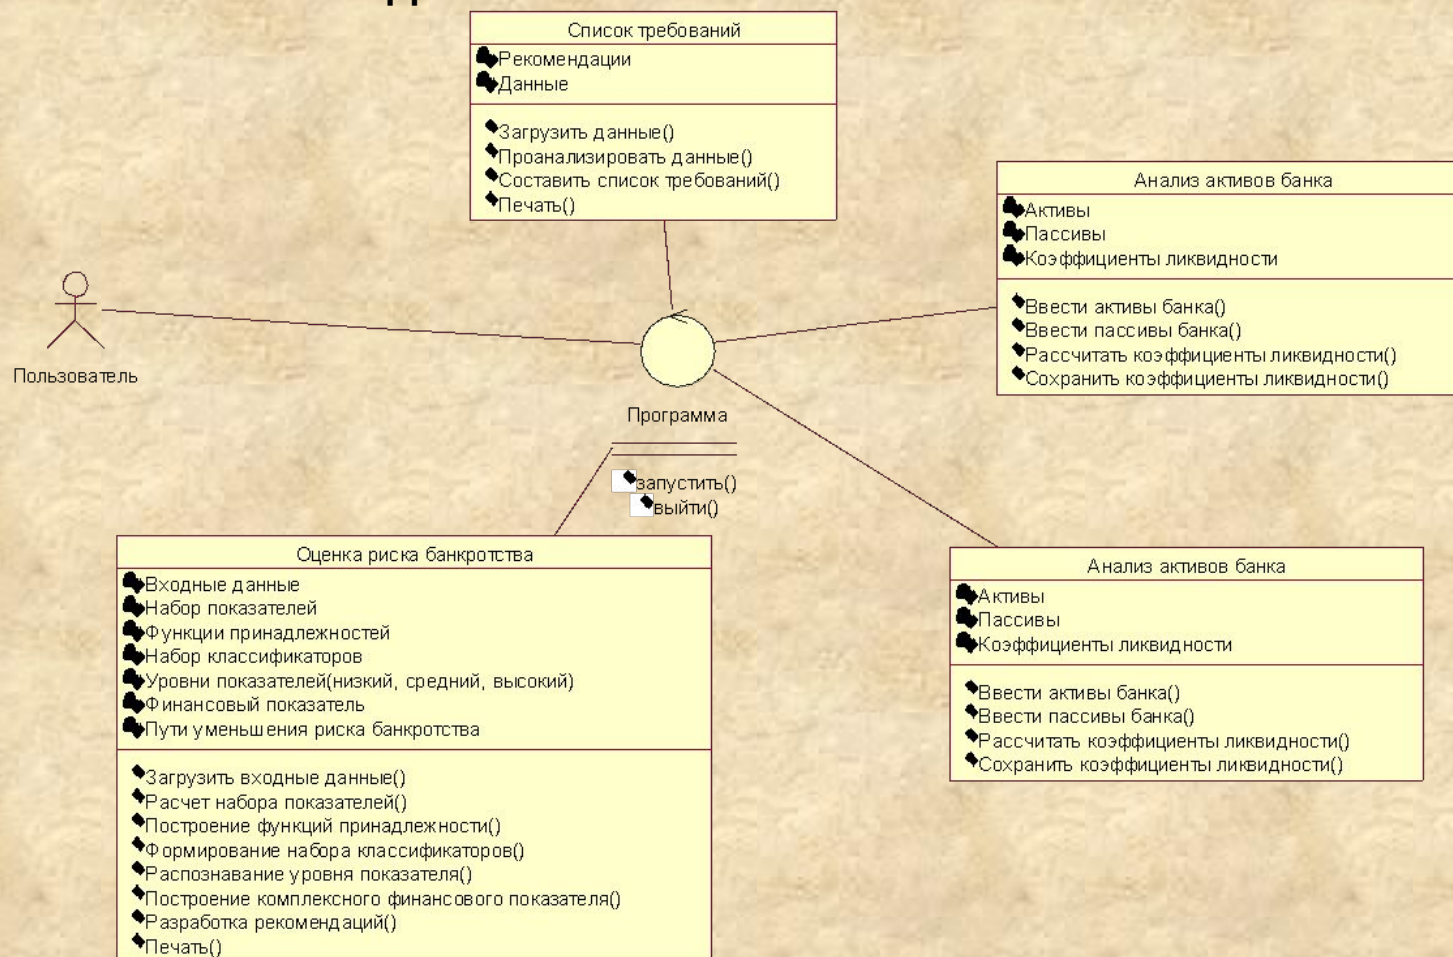 Список требований
Рекомендации
Данные
Загрузить данные()
Проанализировать данные()
Составить список требований()
Печать()
Анализ активов банка
Активы
Пассивы
Коэффициенты ликвидности
Ввести активы банка()
Ввести пассивы банка()
Рассчитать коэффициенты ликвидности()
Сохранить коэффициенты ликвидности()
Пользователь
Программа
запустить()
выйти()
Оценка риска банкротства
Входные данные
Набор показателей
Функции принадлежностей
Набор классификаторов
Уровни показателей(низкий, средний, высокий)
Финансовый показатель
Пути уменьшения риска банкротства
Загрузить входные данные()
Расчет набора показателей()
Построение функций принадлежности()
Формирование набора классификаторов()
Распознавание уровня показателя()
Построение комплексного финансового показателя()
Разработка рекомендаций()
Печать()
Анализ активов банка
Активы
Пассивы
Коэффициенты ликвидности
Ввести активы банка()
Ввести пассивы банка()
Рассчитать коэффициенты ликвидности()
Сохранить коэффициенты ликвидности()